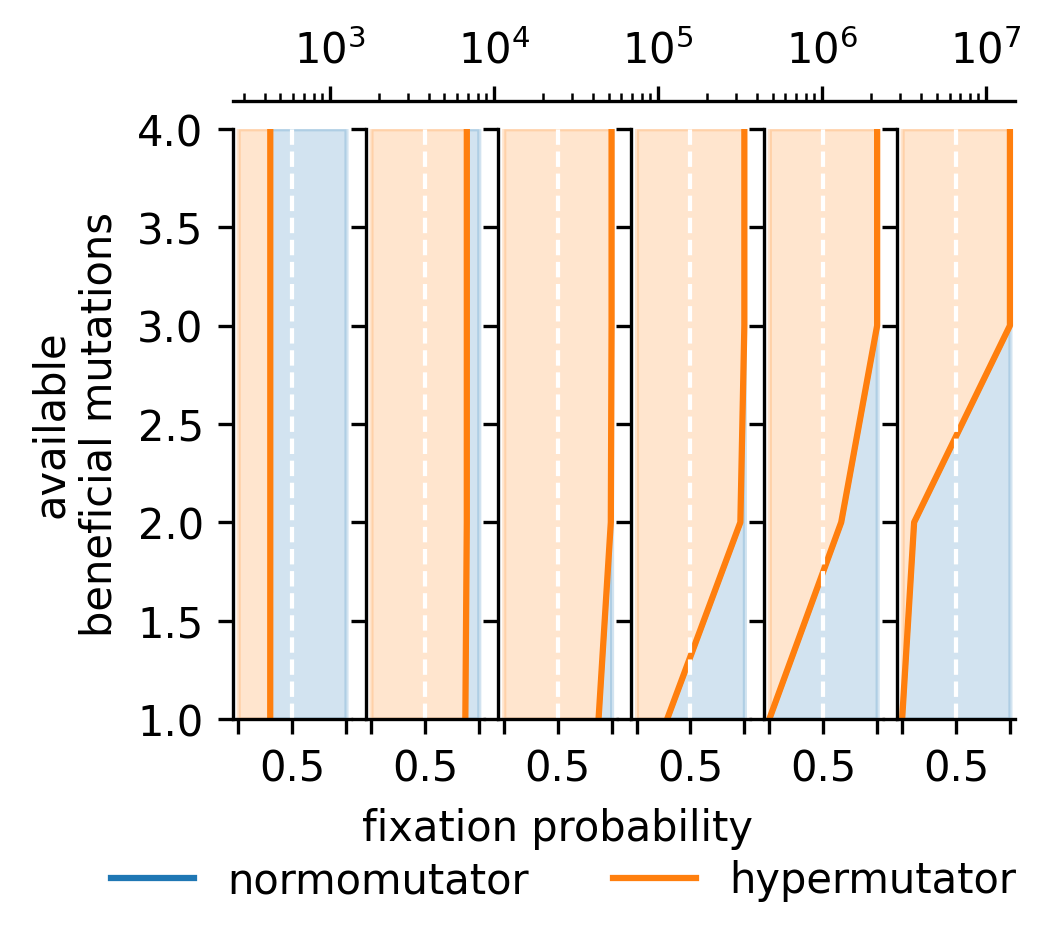 10³ 10⁴ 10⁵ 10⁶ 10⁷
4.0
3.5
3.0
2.5
2.0
1.5
1.0
available
beneficial mutations
0.5 0.5 0.5 0.5 0.5 0.5
fixation probability
normomutator hypermutator